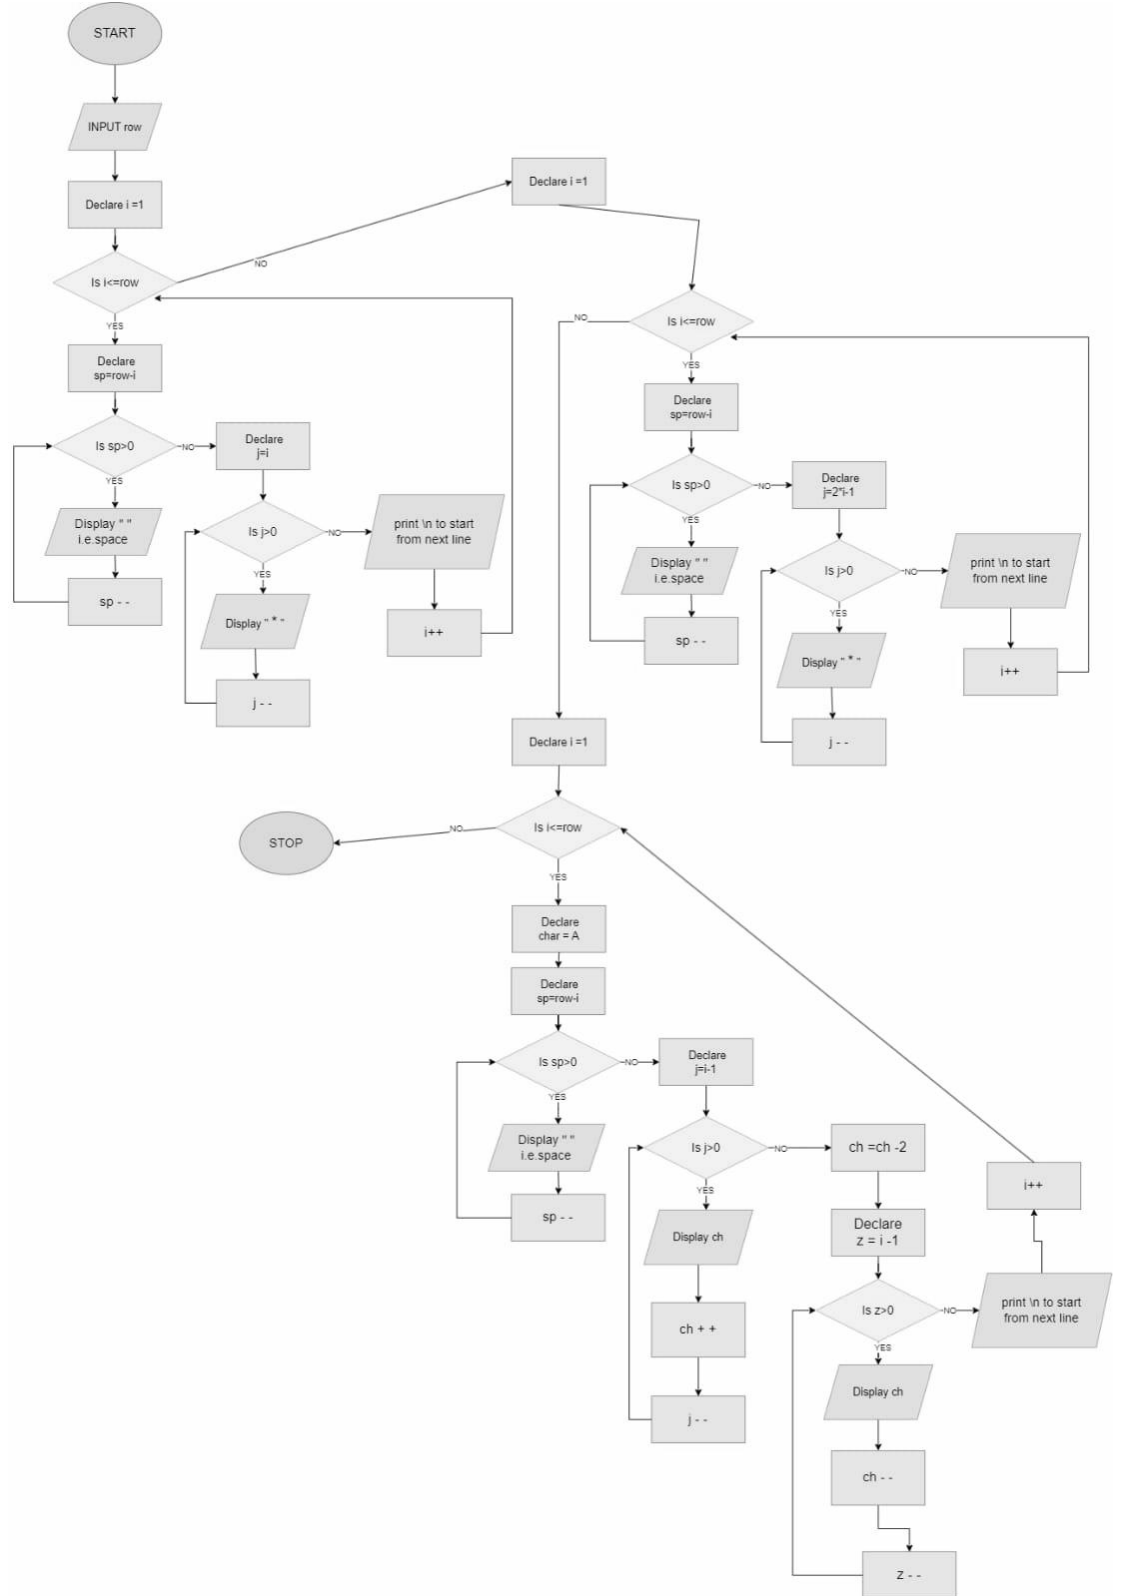 START
INPUT row
Declare i =1
Is i<=row
NO
YES
Declare
sp=row-i
Is sp>0
NO
YES
Display " "
i.e.space
sp - -
Declare
j=i
Is j>0
NO
YES
Display " * "
j - -
print \n to start
from next line
i++
Declare i =1
Is i<=row
NO
YES
Declare
sp=row-i
Is sp>0
NO
YES
Display " "
i.e.space
sp - -
Declare
j=2*i-1
Is j>0
NO
YES
Display " * "
j - -
print \n to start
from next line
i++
Declare i =1
Is i<=row
NO
STOP
YES
Declare
char = A
Declare
sp=row-i
Is sp>0
NO
YES
Display " "
i.e.space
sp - -
Declare
j=i-1
Is j>0
NO
YES
Display ch
ch + +
j - -
ch =ch -2
Declare
z = i -1
Is z>0
NO
YES
Display ch
ch - -
z - -
print \n to start
from next line
i++